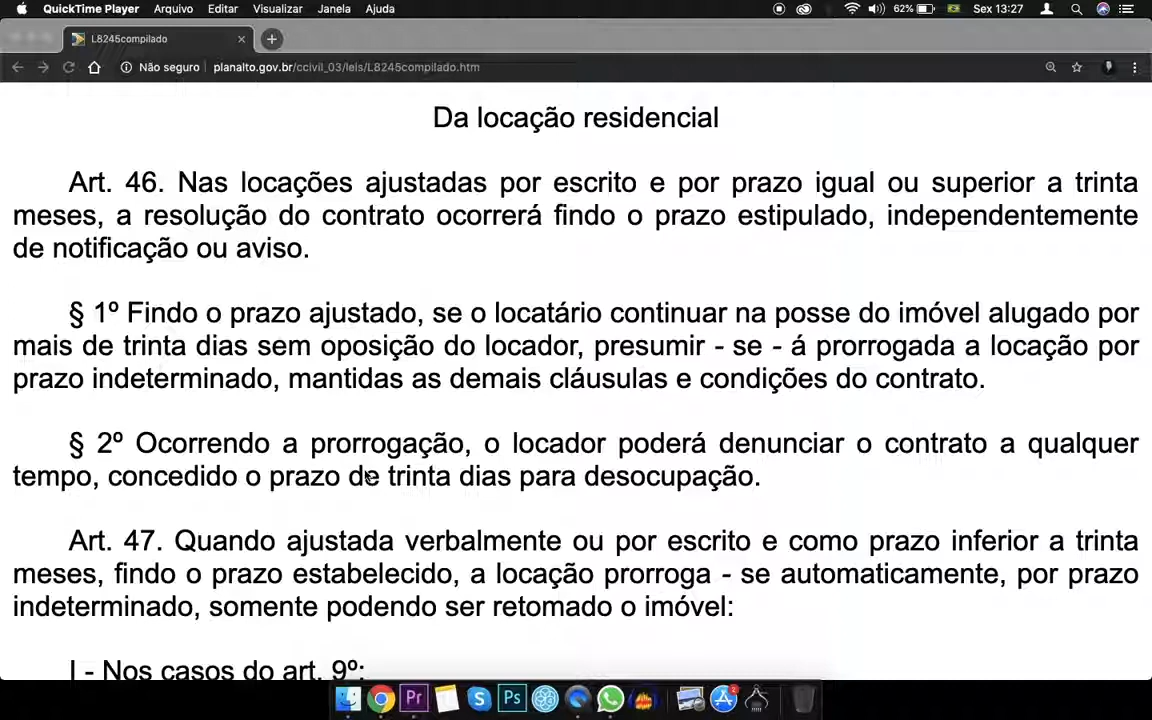 QuickTime Player Arquivo Editar Visualizar Janela Ajuda 62% Sex 13:27
L8245compilado
Não seguro planalto.gov.br/ccivil_03/leis/L8245compilado.htm
Da locação residencial
Art. 46. Nas locações ajustadas por escrito e por prazo igual ou superior a trinta
meses, a resolução do contrato ocorrerá findo o prazo estipulado, independentemente
de notificação ou aviso.
§ 1º Findo o prazo ajustado, se o locatário continuar na posse do imóvel alugado por
mais de trinta dias sem oposição do locador, presumir - se - á prorrogada a locação por
prazo indeterminado, mantidas as demais cláusulas e condições do contrato.
§ 2º Ocorrendo a prorrogação, o locador poderá denunciar o contrato a qualquer
tempo, concedido o prazo de trinta dias para desocupação.
Art. 47. Quando ajustada verbalmente ou por escrito e como prazo inferior a trinta
meses, findo o prazo estabelecido, a locação prorroga - se automaticamente, por prazo
indeterminado, somente podendo ser retomado o imóvel:
I - Nos casos do art. 9º;
Pr S Ps 2